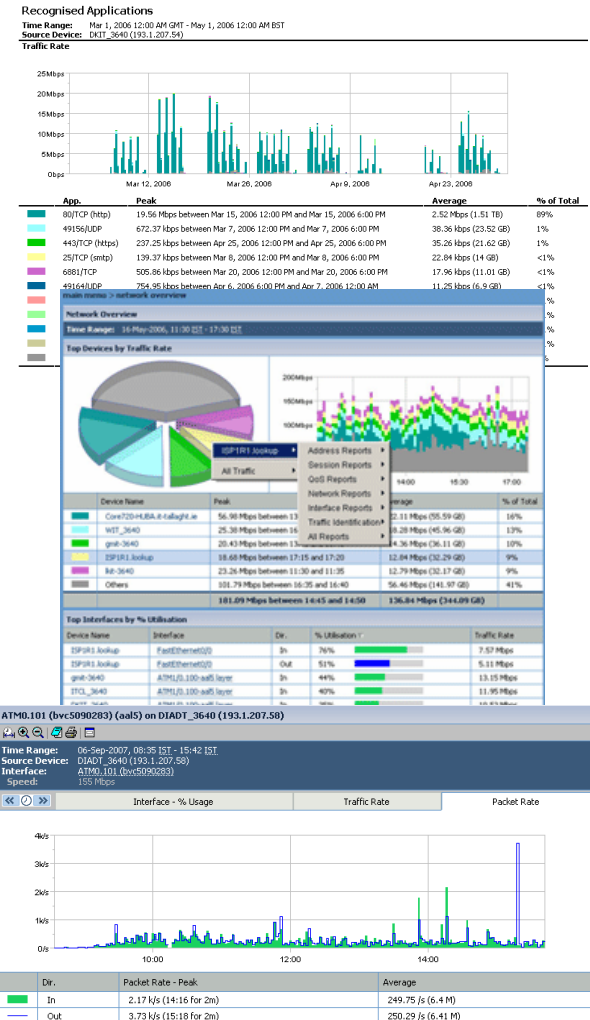 Recognised Applications
Time Range: Mar 1, 2006 12:00 AM GMT - May 1, 2006 12:00 AM BST
Source Device: DKIT_3640 (193.1.207.54)
Traffic Rate
25Mbps
20Mbps
15Mbps
10Mbps
5Mbps
0bps
Mar 12, 2006 Mar 26, 2006 Apr 9, 2006 Apr 23, 2006
App. Peak Average % of Total
80/TCP (http) 19.56 Mbps between Mar 15, 2006 12:00 PM and Mar 15, 2006 6:00 PM 2.52 Mbps (1.51 TB) 89%
49156/UDP 672.37 kbps between Mar 7, 2006 12:00 PM and Mar 7, 2006 6:00 PM 38.36 kbps (23.52 GB) 1%
443/TCP (https) 237.25 kbps between Apr 25, 2006 12:00 PM and Apr 25, 2006 6:00 PM 35.26 kbps (21.62 GB) 1%
25/TCP (smtp) 139.37 kbps between Mar 8, 2006 12:00 PM and Mar 8, 2006 6:00 PM 22.84 kbps (14 GB) <1%
6881/TCP 505.86 kbps between Mar 20, 2006 12:00 PM and Mar 20, 2006 6:00 PM 17.96 kbps (11.01 GB) <1%
49164/UDP 754.95 kbps between Apr 6, 2006 6:00 PM and Apr 7, 2006 12:00 AM 11.25 kbps (6.9 GB) <1%
main menu > network overview
Network Overview
Time Range: 16-May-2006, 11:30 IST - 17:30 IST
Top Devices by Traffic Rate
200Mbps
150Mbps
100Mbps
ISP1R1.lookup
All Traffic
Address Reports
Session Reports
QoS Reports
Network Reports
Interface Reports
Traffic Identification
All Reports
14:00 15:00 17:00
Device Name Peak % of Total
Core720-HUBA.it-tallaght.ie 56.98 Mbps between 13 22.11 Mbps (55.59 GB) 16%
WIT_3640 25.38 Mbps between 16 18.28 Mbps (45.96 GB) 13%
gmit-3640 20.43 Mbps between 13 14.36 Mbps (36.11 GB) 10%
ISP1R1.lookup 18.68 Mbps between 17:15 and 17:20 12.84 Mbps (32.29 GB) 9%
lkit-3640 23.26 Mbps between 11:30 and 11:35 12.79 Mbps (32.17 GB) 9%
Others 101.79 Mbps between 16:35 and 16:40 56.46 Mbps (141.97 GB) 41%
181.09 Mbps between 14:45 and 14:50 136.84 Mbps (344.09 GB)
Top Interfaces by % Utilisation
Device Name Interface Dir. % Utilisation Traffic Rate
ISP1R1.lookup FastEthernet0/0 In 76% 7.57 Mbps
ISP1R1.lookup FastEthernet0/0 Out 51% 5.11 Mbps
gmit-3640 ATM1/0.100-aal5 layer In 44% 13.15 Mbps
ITCL_3640 ATM1/0.100-aal5 layer In 40% 11.95 Mbps
ATM0.101 (bvc5090283) (aal5) on DIADT_3640 (193.1.207.58)
Time Range: 06-Sep-2007, 08:35 IST - 15:42 IST
Source Device: DIADT_3640 (193.1.207.58)
Interface: ATM0.101 (bvc5090283)
Speed: 155 Mbps
Interface - % Usage Traffic Rate Packet Rate
4k/s
3k/s
2k/s
1k/s
0/s
10:00 12:00 14:00
Dir. Packet Rate - Peak Average
In 2.17 k/s (14:16 for 2m) 249.75 /s (6.4 M)
Out 3.73 k/s (15:18 for 2m) 250.29 /s (6.41 M)